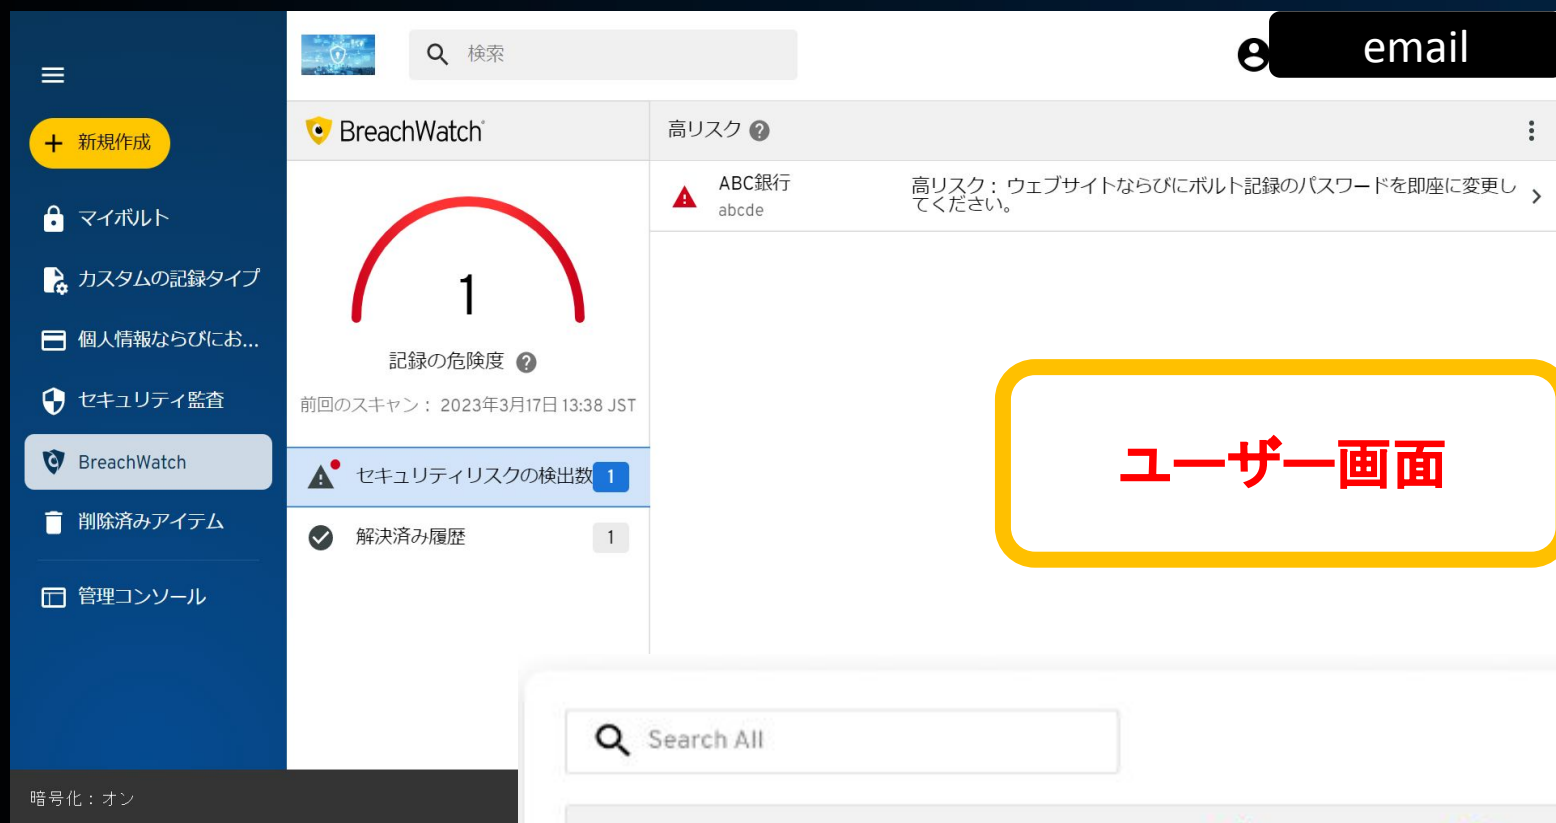 検索
email
+ 新規作成
BreachWatch
高リスク
ABC銀行
abcde
高リスク： ウェブサイトならびにボルト記録のパスワードを即座に変更し
てください。
マイボルト
カスタムの記録タイプ
個人情報ならびにお...
セキュリティ監査
BreachWatch
削除済みアイテム
管理コンソール
1
記録の危険度
前回のスキャン： 2023年3月17日 13:38 JST
セキュリティリスクの検出数 1
解決済み履歴 1
ユーザー画面
Search All
暗号化：オン